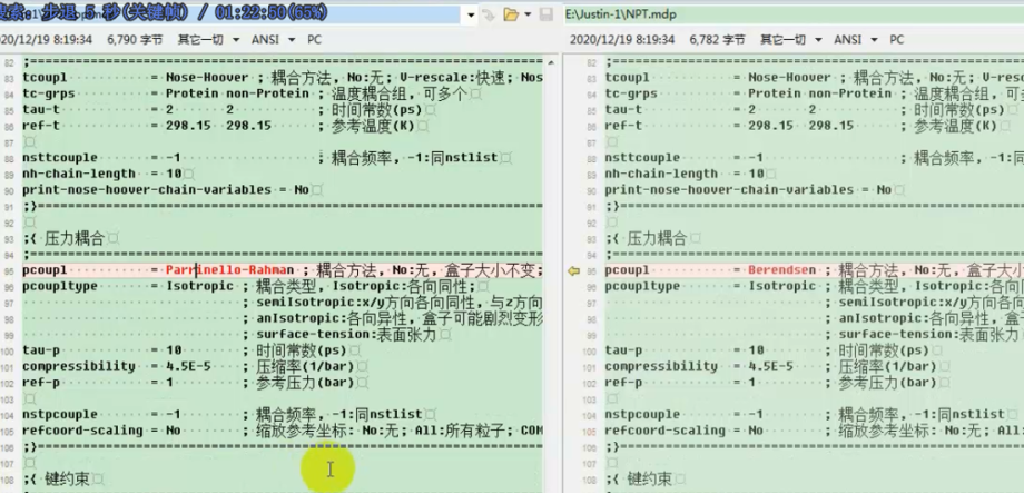 搜索: 步退 5 秒(关键帧) / 01:22:50(65%)
E:\Justin-1\NPT.mdp
020/12/19 8:19:34 6,790 字节 其它一切 ANSI PC
2020/12/19 8:19:34 6,782 字节 其它一切 ANSI PC
82 ;=====
83 tcoupl = Nose-Hoover ; 耦合方法, No:无; V-rescale:快速; Nos
84 tc-grps = Protein non-Protein ; 温度耦合组, 可多个
85 tau-t = 2 2 ; 时间常数(ps)
86 ref-t = 298.15 298.15 ; 参考温度(K)
87
88 nsttcouple = -1 ; 耦合频率, -1:同nstlist
89 nh-chain-length = 10
90 print-nose-hoover-chain-variables = No
91 ;}=====
92
93 ;{ 压力耦合
94 ;=====
95 pcoupl = Parrinello-Rahman ; 耦合方法, No:无, 盒子大小不变;
96 pcoupltype = Isotropic ; 耦合类型, Isotropic:各向同性;
97 ; semiIsotropic:x/y方向各向同性, 与z方向
98 ; anIsotropic:各向异性, 盒子可能剧烈变形
99 ; surface-tension:表面张力
100 tau-p = 10 ; 时间常数(ps)
101 compressibility = 4.5E-5 ; 压缩率(1/bar)
102 ref-p = 1 ; 参考压力(bar)
103
104 nstpcouple = -1 ; 耦合频率, -1:同nstlist
105 refcoord-scaling = No ; 缩放参考坐标: No:无; All:所有粒子; COM
106 ;}=====
107
108 ;{ 键约束
82 ;=====
83 tcoupl = Nose-Hoover ; 耦合方法, No:无; V-resca
84 tc-grps = Protein non-Protein ; 温度耦合组, 可多
85 tau-t = 2 2 ; 时间常数(ps)
86 ref-t = 298.15 298.15 ; 参考温度(K)
87
88 nsttcouple = -1 ; 耦合频率, -1:同n
89 nh-chain-length = 10
90 print-nose-hoover-chain-variables = No
91 ;}=====
92
93 ;{ 压力耦合
94 ;=====
95 pcoupl = Berendsen ; 耦合方法, No:无, 盒子大小
96 pcoupltype = Isotropic ; 耦合类型, Isotropic:各向同
97 ; semiIsotropic:x/y方向各向
98 ; anIsotropic:各向异性, 盒子
99 ; surface-tension:表面张力
100 tau-p = 10 ; 时间常数(ps)
101 compressibility = 4.5E-5 ; 压缩率(1/bar)
102 ref-p = 1 ; 参考压力(bar)
103
104 nstpcouple = -1 ; 耦合频率, -1:同nstlist
105 refcoord-scaling = No ; 缩放参考坐标: No:无; All:
106 ;}=====
107
108 ;{ 键约束